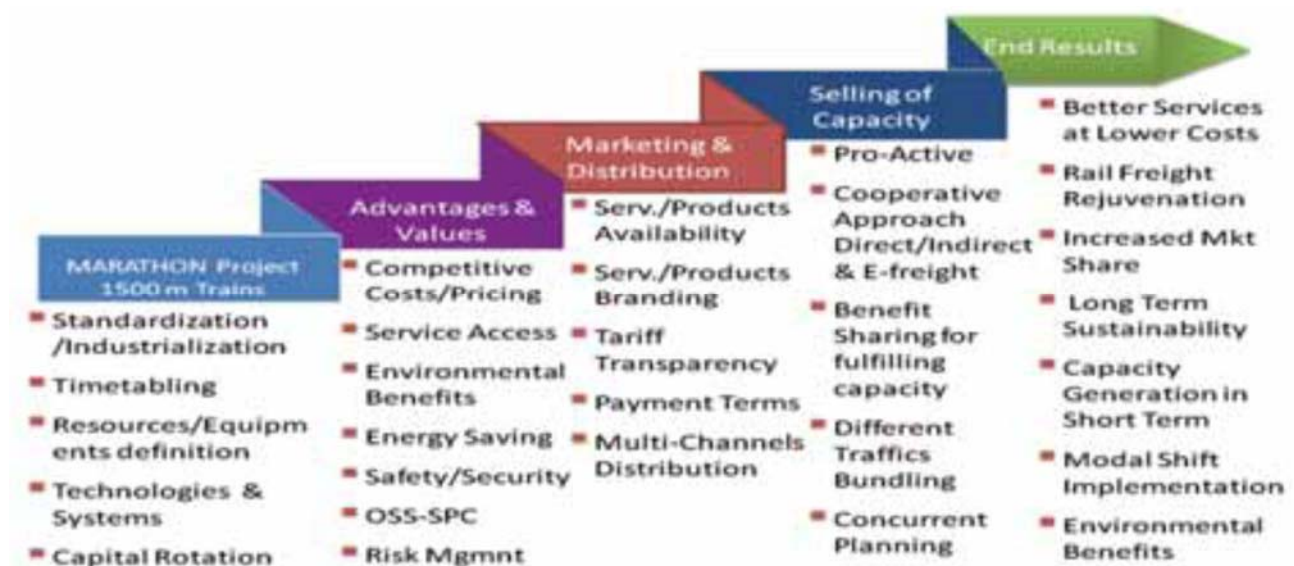 MARATHON Project
1500 m Trains
Standardization
/Industrialization
Timetabling
Resources/Equipm
ents definition
Technologies &
Systems
Capital Rotation
Advantages &
Values
Competitive
Costs/Pricing
Service Access
Environmental
Benefits
Energy Saving
Safety/Security
OSS-SPC
Risk Mgmnt
Marketing &
Distribution
Serv./Products
Availability
Serv./Products
Branding
Tariff
Transparency
Payment Terms
Multi-Channels
Distribution
Selling of
Capacity
Pro-Active
Cooperative
Approach
Direct/Indirect
& E-freight
Benefit
Sharing for
fulfilling
capacity
Different
Traffics
Bundling
Concurrent
Planning
End Results
Better Services
at Lower Costs
Rail Freight
Rejuvenation
Increased Mkt
Share
Long Term
Sustainability
Capacity
Generation in
Short Term
Modal Shift
Implementation
Environmental
Benefits